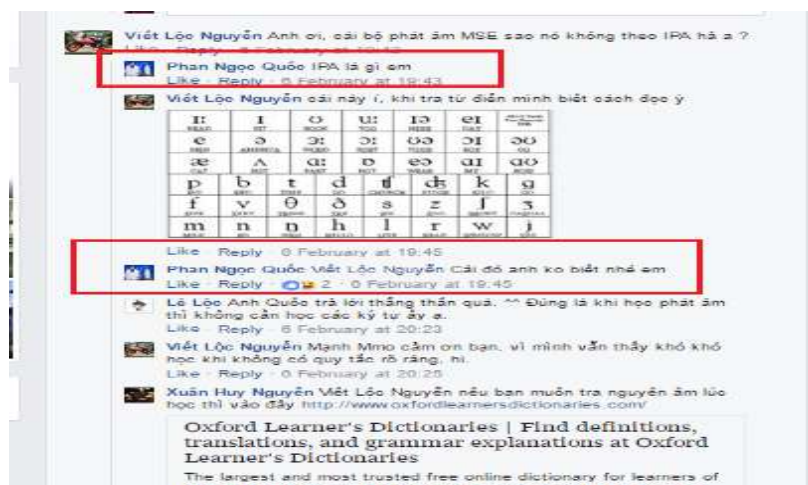 Viết Lộc Nguyễn Anh ơi, cái bộ phát âm MSE sao nó không theo IPA hả a ?
Like Reply February at
Phan Ngọc Quốc IPA là gì em
Like · Reply · 6 February at 19:43
Viết Lộc Nguyễn cái này í, khi tra từ điển mình biết cách đọc ý
I: I ʊ u: Iə eI
e ə ɜ: ɔ: ʊə ɔI əʊ
æ ʌ ɑ: ɒ eə aI aʊ
p b t d tʃ dʒ k g
f v θ ð s z ʃ ʒ
m n ŋ h l r w j
Like · Reply · 6 February at 19:45
Phan Ngọc Quốc Viết Lộc Nguyễn Cái đó anh ko biết nhé em
Like · Reply · 2 · 6 February at 19:45
Lê Lộc Anh Quốc trả lời thẳng thắn quá. ^^ Đúng là khi học phát âm
thì không cần học các ký tự ấy ạ.
Like · Reply · 6 February at 20:23
Viết Lộc Nguyễn Mạnh Mmo cảm ơn bạn, vì mình vẫn thấy khó khó
học khi không có quy tắc rõ ràng, hi.
Like · Reply · 6 February at 20:25
Xuân Huy Nguyễn Viết Lộc Nguyễn nếu bạn muốn tra nguyên âm lúc
học thì vào đây http://www.oxfordlearnersdictionaries.com/
Oxford Learner's Dictionaries | Find definitions,
translations, and grammar explanations at Oxford
Learner's Dictionaries
The largest and most trusted free online dictionary for learners of